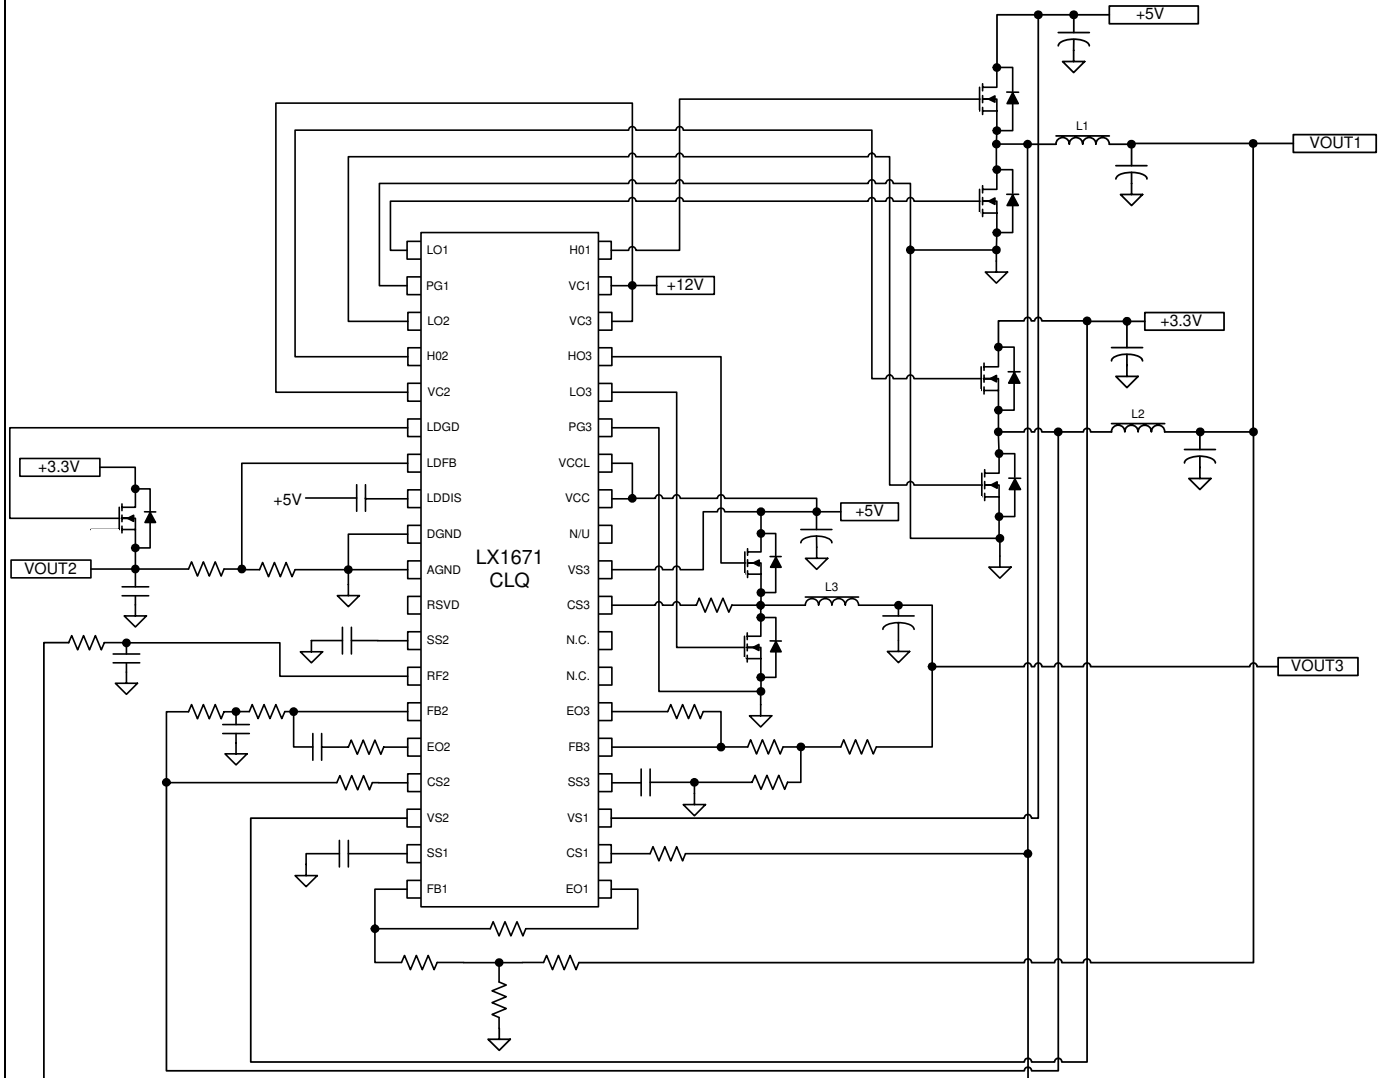 +5V
L1
VOUT1
LO1
H01
PG1
VC1
+12V
LO2
VC3
+3.3V
H02
HO3
VC2
LO3
L2
LDGD
PG3
+3.3V
LDFB
VCCL
+5V
LDDIS
VCC
+5V
DGND
N/U
LX1671
CLQ
VOUT2
AGND
VS3
L3
RSVD
CS3
SS2
N.C.
VOUT3
RF2
N.C.
FB2
EO3
EO2
FB3
CS2
SS3
VS2
VS1
SS1
CS1
FB1
EO1